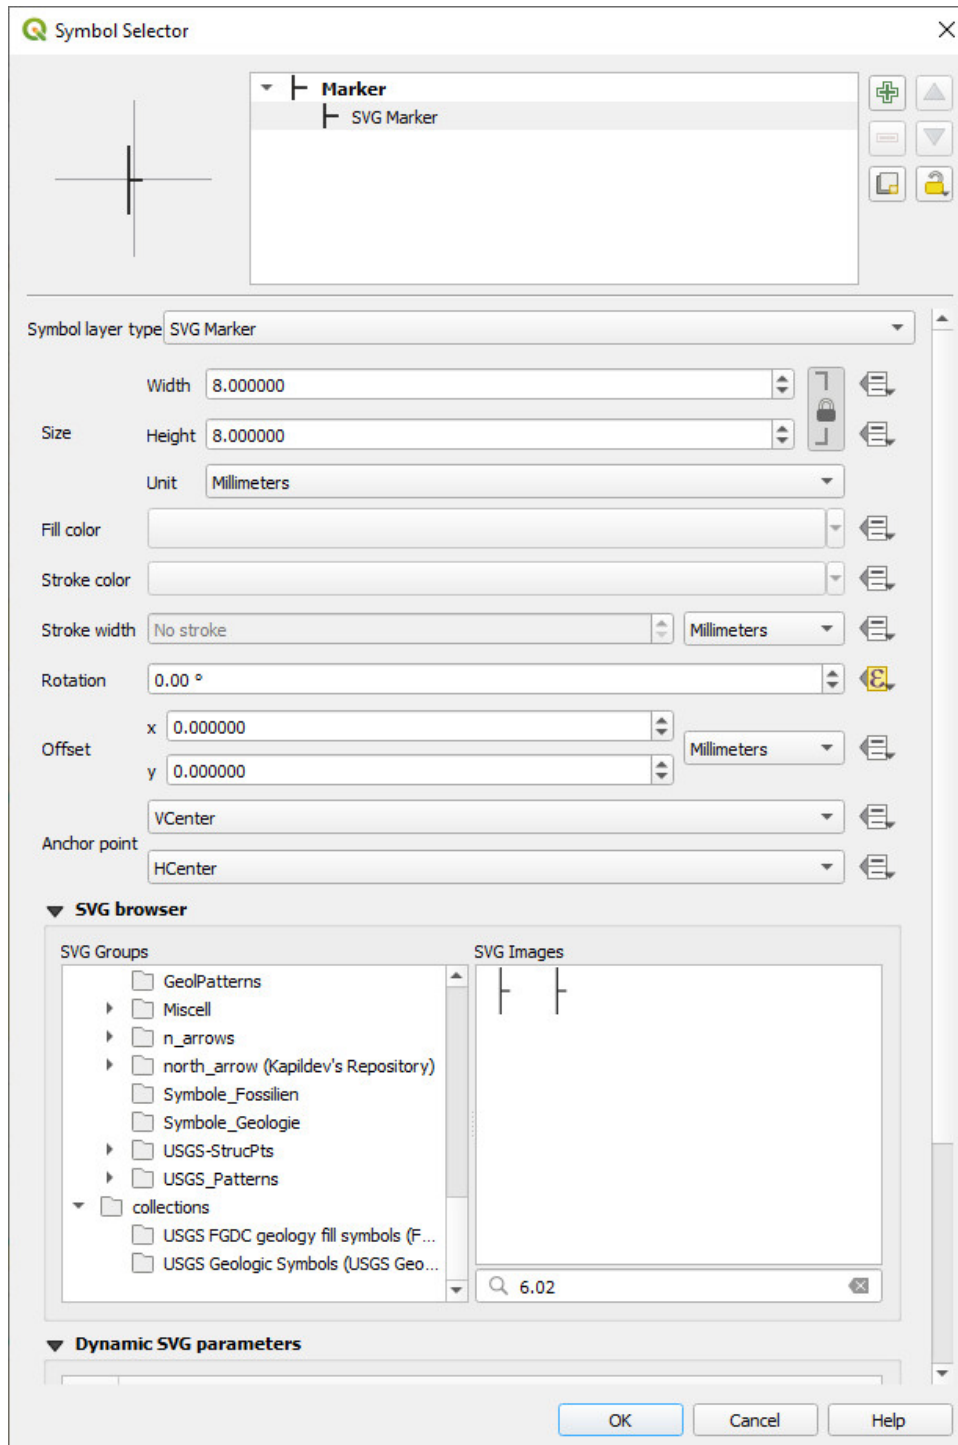 Symbol Selector
Marker
SVG Marker
Symbol layer type SVG Marker
Width 8.000000
Size
Height 8.000000
Unit Millimeters
Fill color
Stroke color
Stroke width No stroke Millimeters
Rotation 0.00 °
x 0.000000
Offset Millimeters
y 0.000000
VCenter
Anchor point
HCenter
SVG browser
SVG Groups SVG Images
GeolPatterns
Miscell
n_arrows
north_arrow (Kapildev's Repository)
Symbole_Fossilien
Symbole_Geologie
USGS-StrucPts
USGS_Patterns
collections
USGS FGDC geology fill symbols (F...
USGS Geologic Symbols (USGS Geo...
6.02
Dynamic SVG parameters
OK Cancel Help